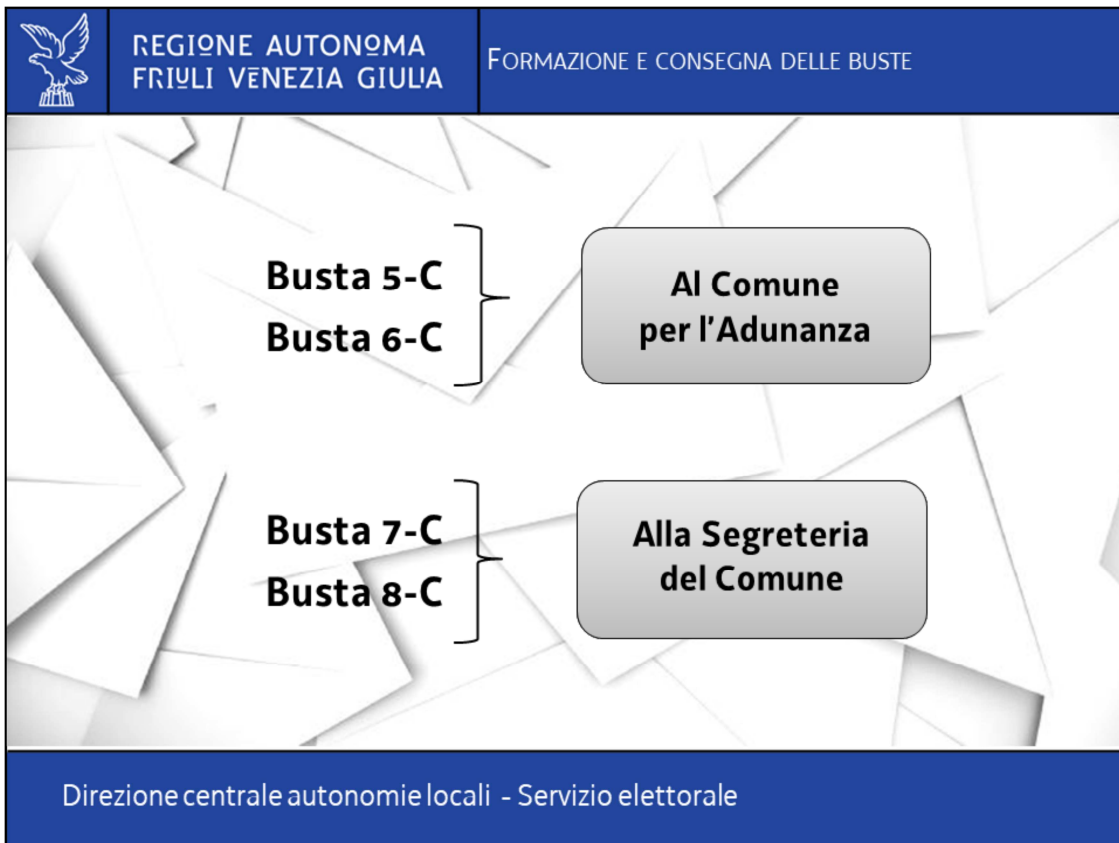 REGIONE AUTONOMA
FRIULI VENEZIA GIULIA
FORMAZIONE E CONSEGNA DELLE BUSTE
Busta 5-C
Busta 6-C
Al Comune
per l'Adunanza
Busta 7-C
Busta 8-C
Alla Segreteria
del Comune
Direzione centrale autonomie locali - Servizio elettorale